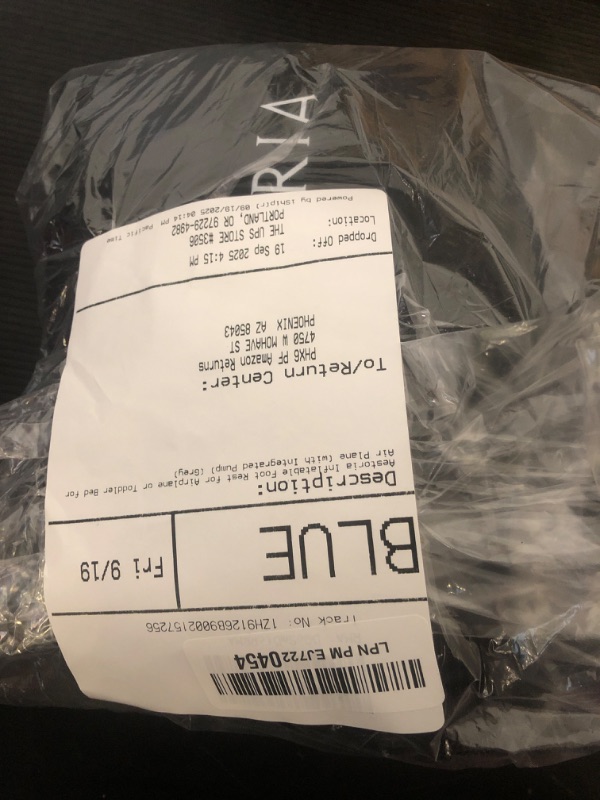 LPN PM EJ7220454
Track No: 1ZH9126B9002157256
BLUE
Fri 9/19
Description:
Aestoria Inflatable Foot Rest for Airplane or Toddler Bed for
Air Plane (with Integrated Pump) (Grey)
To/Return Center:
PHX6 PF Amazon Returns
4750 W MOHAVE ST
PHOENIX AZ 85043
Dropped Off:
19 Sep 2025 4:15 PM
Location:
THE UPS STORE #3586
PORTLAND, OR 97229-4982
Powered by iShip(r) 09/19/2025 04:14 PM Pacific Time
RIA